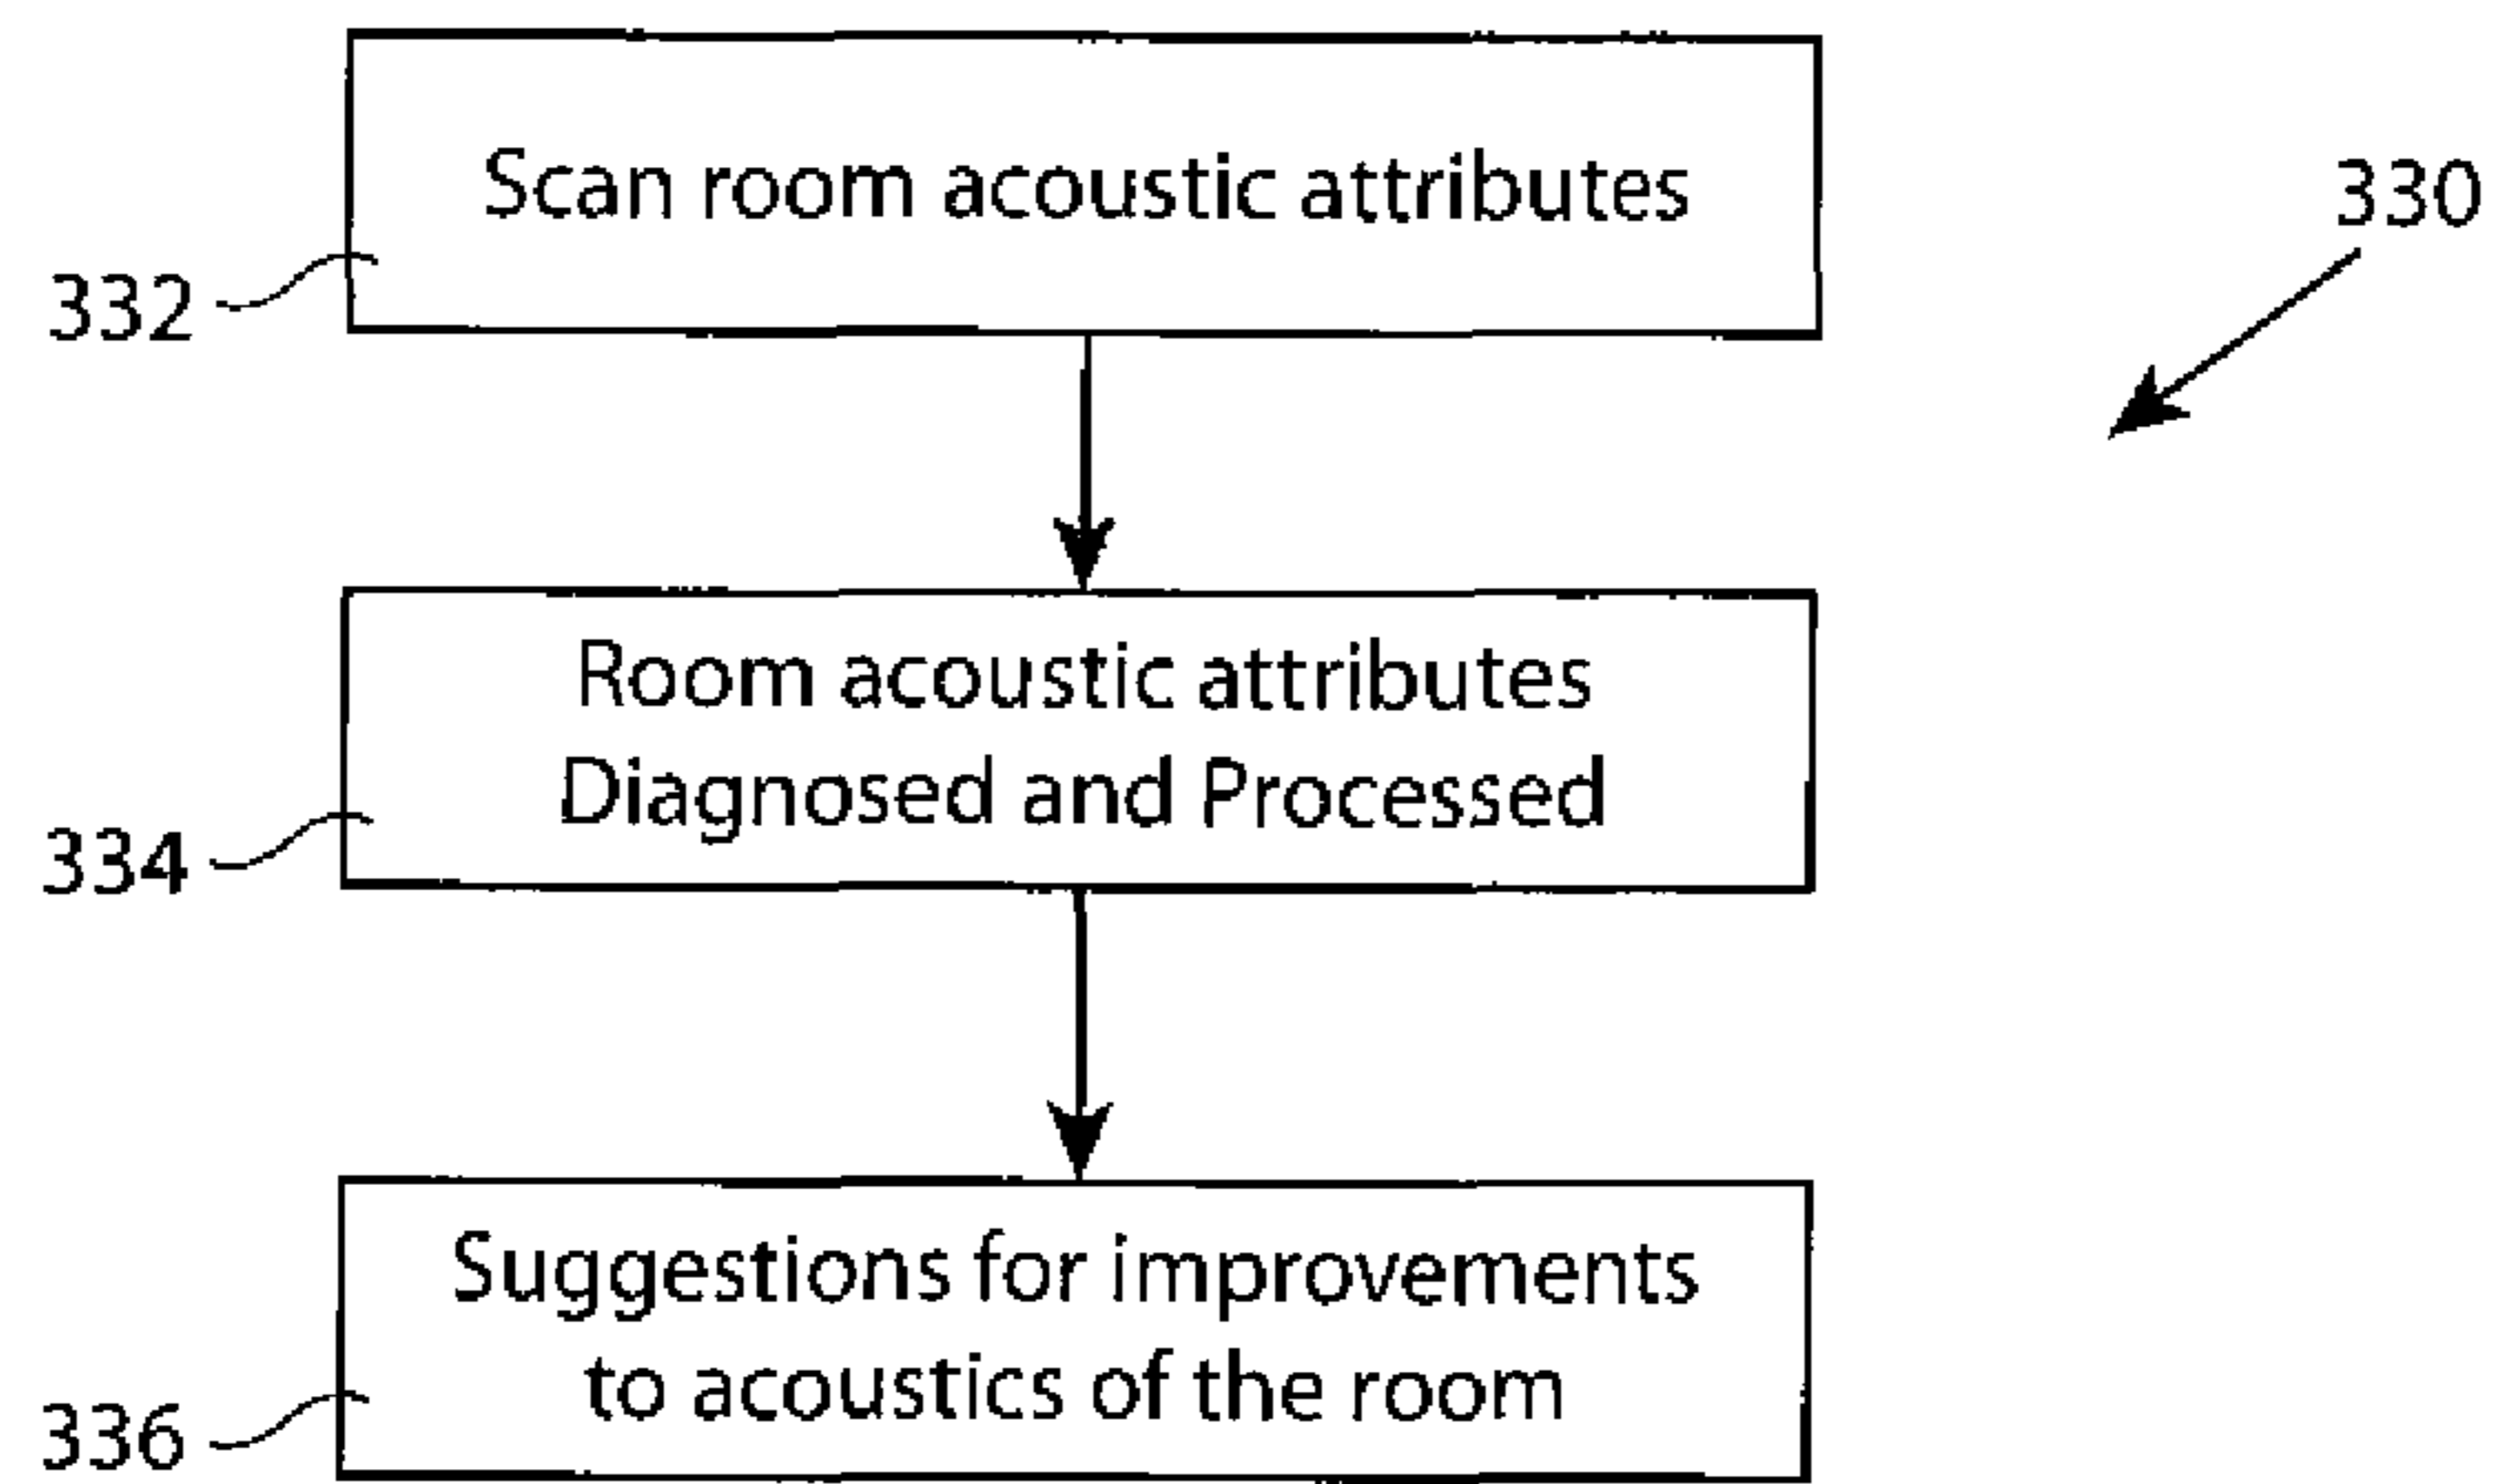 Scan room acoustic attributes
330
332
Room acoustic attributes
Diagnosed and Processed
334
Suggestions for improvements
to acoustics of the room
336